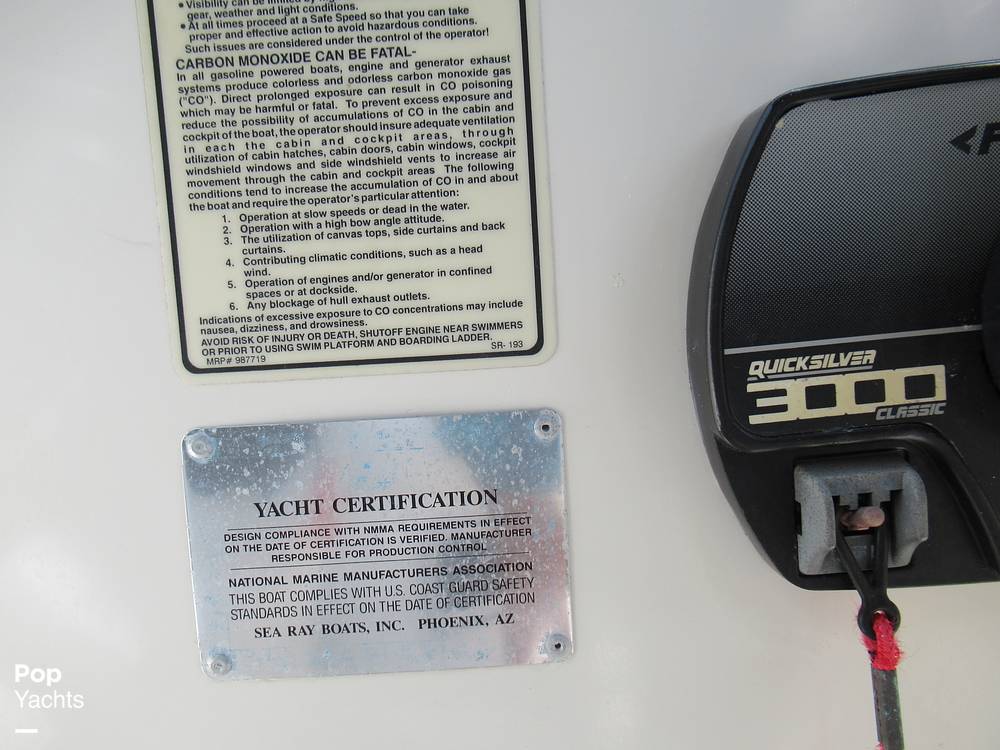 • Visibility can be limited by
gear, weather and light conditions.
• At all times proceed at a Safe Speed so that you can take
proper and effective action to avoid hazardous conditions.
Such issues are considered under the control of the operator!
CARBON MONOXIDE CAN BE FATAL-
In all gasoline powered boats, engine and generator exhaust
systems produce colorless and odorless carbon monoxide gas
("CO"). Direct prolonged exposure can result in CO poisoning
which may be harmful or fatal. To prevent excess exposure and
reduce the possibility of accumulations of CO in the cabin and
cockpit of the boat, the operator should insure adequate ventilation
in each the cabin and cockpit areas, through
utilization of cabin hatches, cabin doors, cabin windows, cockpit
windshield windows and side windshield vents to increase air
movement through the cabin and cockpit areas The following
conditions tend to increase the accumulation of CO in and about
the boat and require the operator's particular attention:
1. Operation at slow speeds or dead in the water.
2. Operation with a high bow angle attitude.
3. The utilization of canvas tops, side curtains and back
curtains.
4. Contributing climatic conditions, such as a head
wind.
5. Operation of engines and/or generator in confined
spaces or at dockside.
6. Any blockage of hull exhaust outlets.
Indications of excessive exposure to CO concentrations may include
nausea, dizziness, and drowsiness.
AVOID RISK OF INJURY OR DEATH, SHUTOFF ENGINE NEAR SWIMMERS
OR PRIOR TO USING SWIM PLATFORM AND BOARDING LADDER.
MRP# 987719 SR- 193
QUICKSILVER
3000
CLASSIC
YACHT CERTIFICATION
DESIGN COMPLIANCE WITH NMMA REQUIREMENTS IN EFFECT
ON THE DATE OF CERTIFICATION IS VERIFIED. MANUFACTURER
RESPONSIBLE FOR PRODUCTION CONTROL
NATIONAL MARINE MANUFACTURERS ASSOCIATION
THIS BOAT COMPLIES WITH U.S. COAST GUARD SAFETY
STANDARDS IN EFFECT ON THE DATE OF CERTIFICATION
SEA RAY BOATS, INC. PHOENIX, AZ
Pop
Yachts